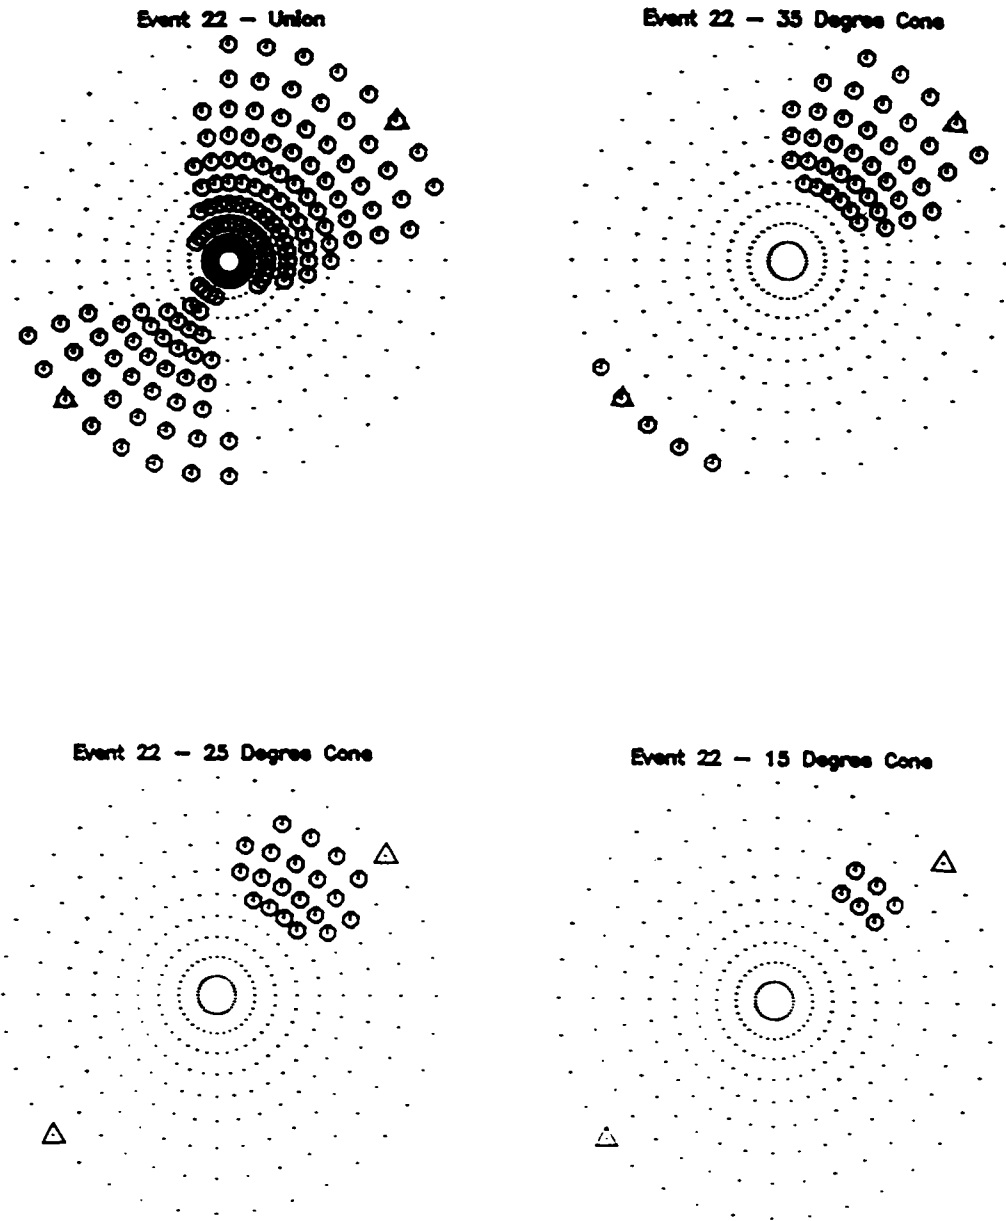 Event 22 - Union
Event 22 - 35 Degree Cone
Event 22 - 25 Degree Cone
Event 22 - 15 Degree Cone